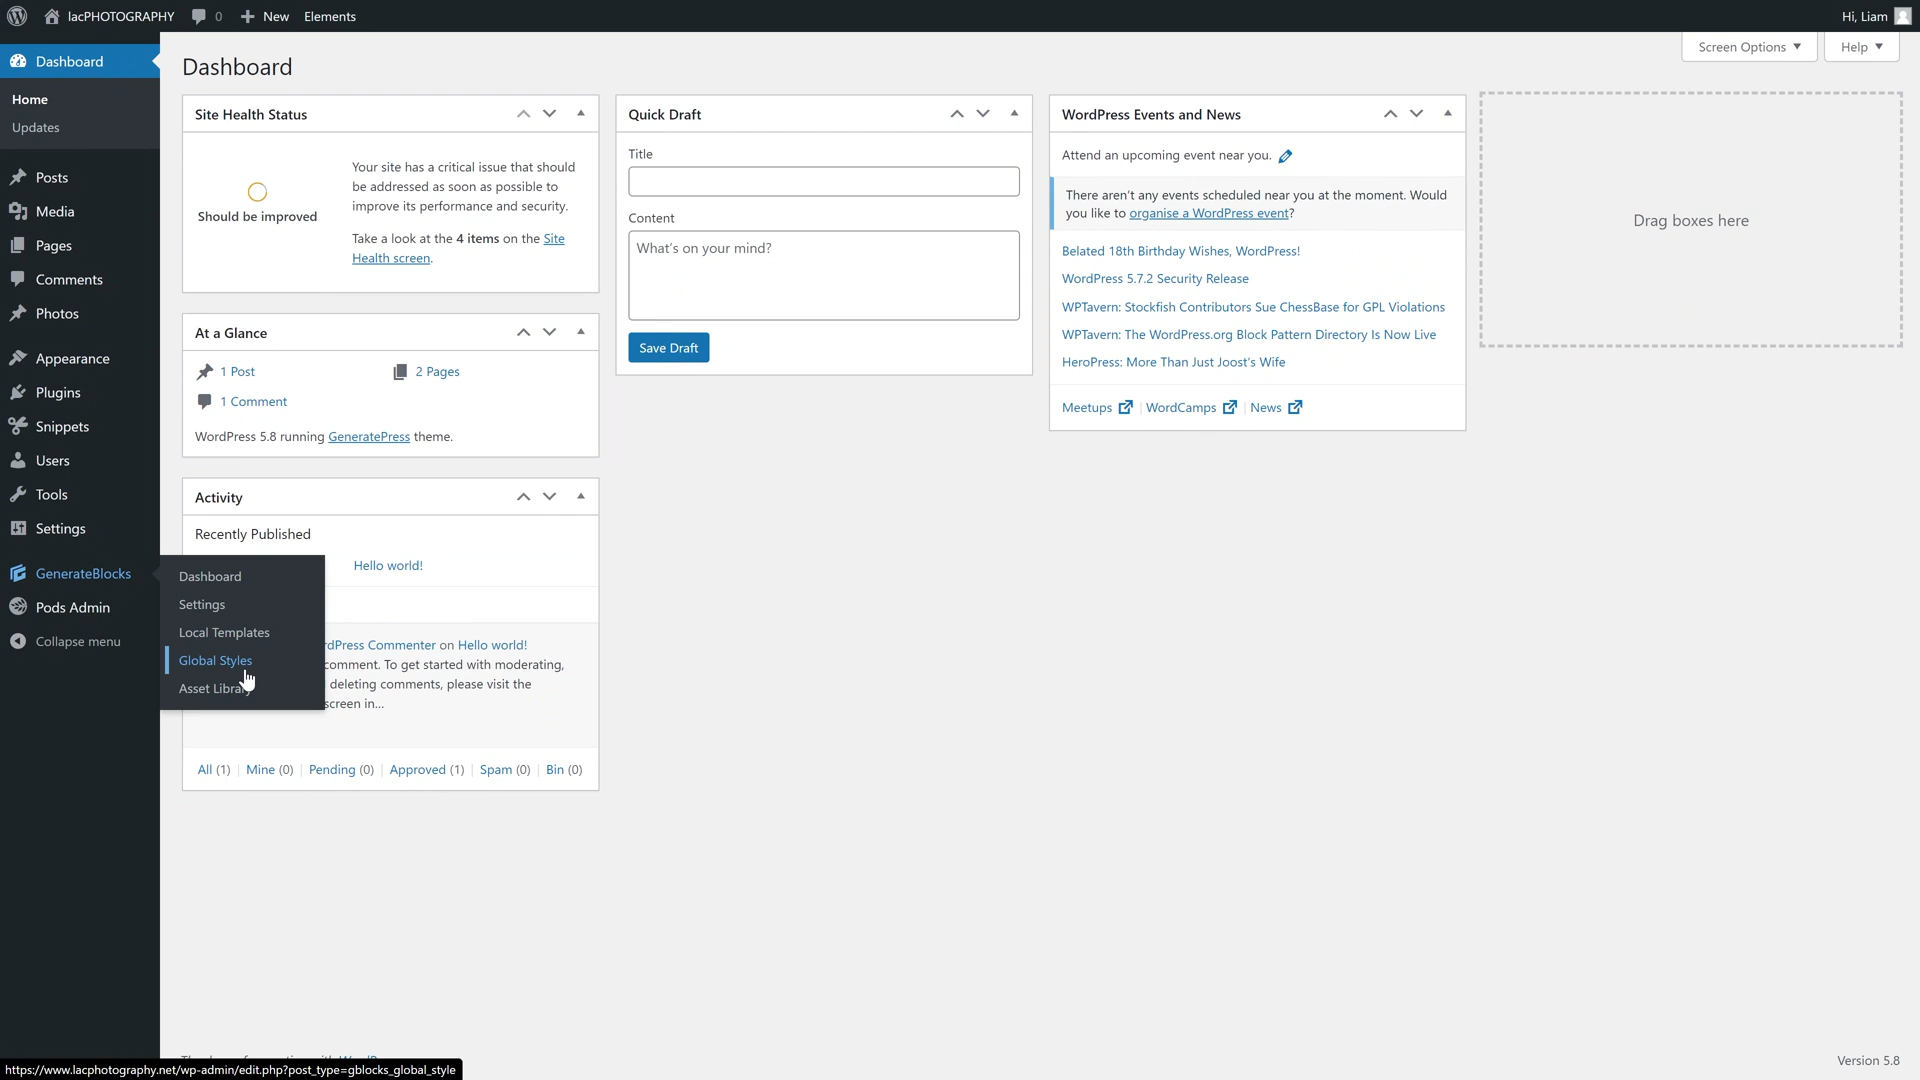 lacPHOTOGRAPHY 0 New Elements
Hi, Liam
Dashboard
Home
Updates
Posts
Media
Pages
Comments
Photos
Appearance
Plugins
Snippets
Users
Tools
Settings
GenerateBlocks
Pods Admin
Collapse menu
Dashboard
Settings
Local Templates
Global Styles
Asset Library
Screen Options
Help
Dashboard
Site Health Status
Should be improved
Your site has a critical issue that should
be addressed as soon as possible to
improve its performance and security.
Take a look at the 4 items on the Site
Health screen.
At a Glance
1 Post
2 Pages
1 Comment
WordPress 5.8 running GeneratePress theme.
Activity
Recently Published
Hello world!
rdPress Commenter on Hello world!
comment. To get started with moderating,
deleting comments, please visit the
screen in...
All (1) | Mine (0) | Pending (0) | Approved (1) | Spam (0) | Bin (0)
Quick Draft
Title
Content
What's on your mind?
Save Draft
WordPress Events and News
Attend an upcoming event near you.
There aren't any events scheduled near you at the moment. Would
you like to organise a WordPress event?
Belated 18th Birthday Wishes, WordPress!
WordPress 5.7.2 Security Release
WPTavern: Stockfish Contributors Sue ChessBase for GPL Violations
WPTavern: The WordPress.org Block Pattern Directory Is Now Live
HeroPress: More Than Just Joost's Wife
Meetups | WordCamps | News
Drag boxes here
Version 5.8
https://www.lacphotography.net/wp-admin/edit.php?post_type=gblocks_global_style